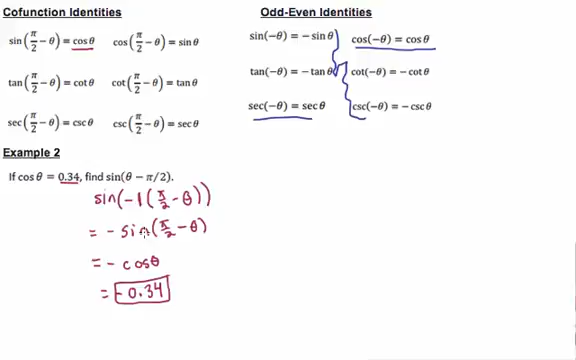 Cofunction Identities
sin(π/2 − θ) = cos θ cos(π/2 − θ) = sin θ
tan(π/2 − θ) = cot θ cot(π/2 − θ) = tan θ
sec(π/2 − θ) = csc θ csc(π/2 − θ) = sec θ
Odd-Even Identities
sin(−θ) = − sin θ cos(−θ) = cos θ
tan(−θ) = − tan θ cot(−θ) = − cot θ
sec(−θ) = sec θ csc(−θ) = − csc θ
Example 2
If cos θ = 0.34, find sin(θ − π/2).
sin(−1(π/2 − θ))
= − sin(π/2 − θ)
= − cos θ
= −0.34